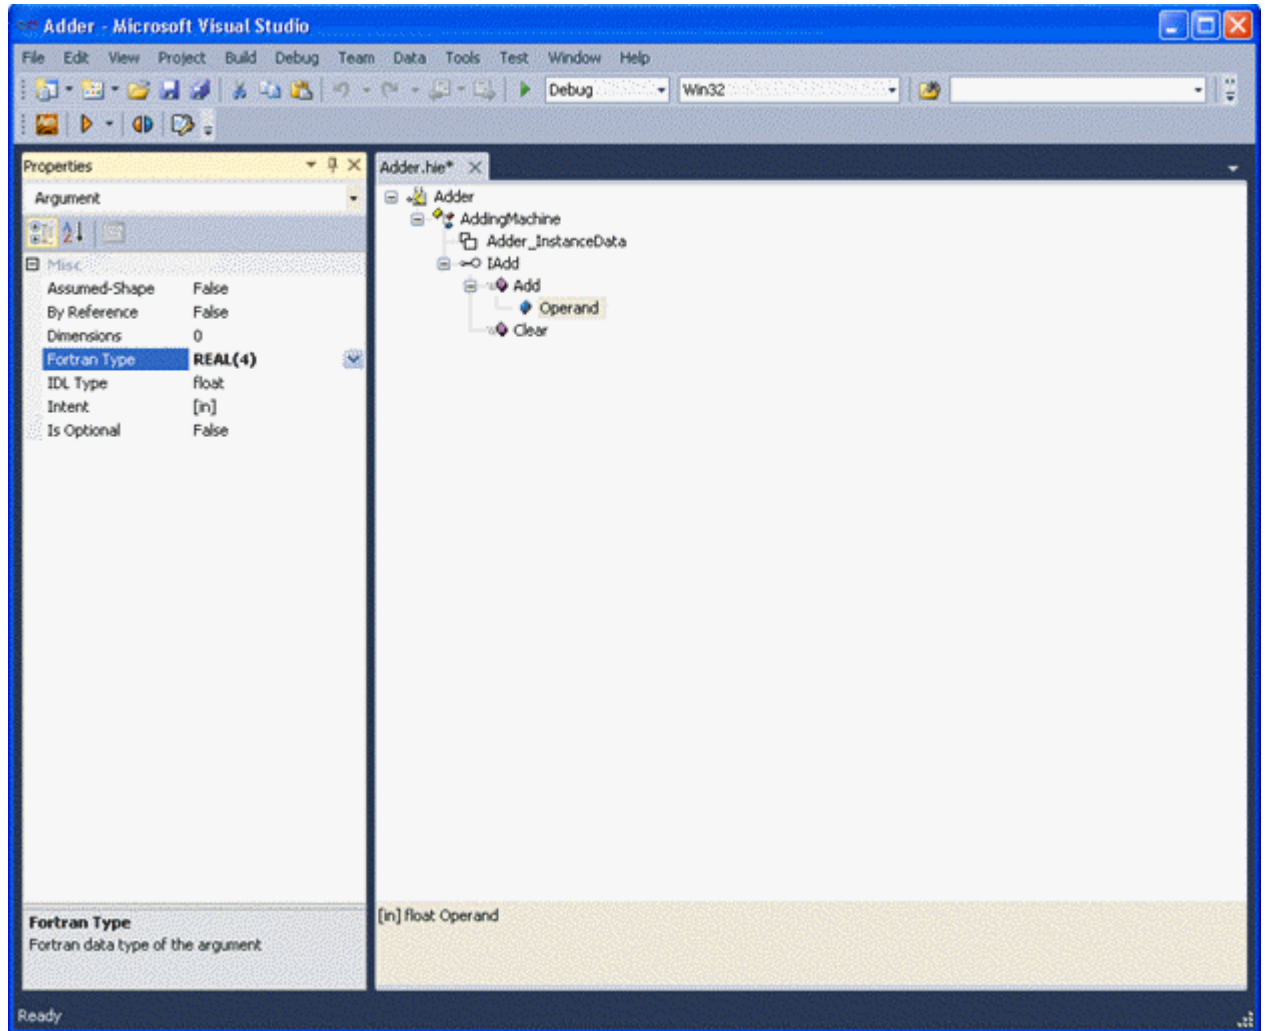 Adder - Microsoft Visual Studio
File Edit View Project Build Debug Team Data Tools Test Window Help
Debug Win32
Properties
Argument
Misc
Assumed-Shape False
By Reference False
Dimensions 0
Fortran Type REAL(4)
IDL Type float
Intent [in]
Is Optional False
Fortran Type
Fortran data type of the argument
Adder.hie*
Adder
AddingMachine
Adder_InstanceData
IAdd
Add
Operand
Clear
[in] float Operand
Ready